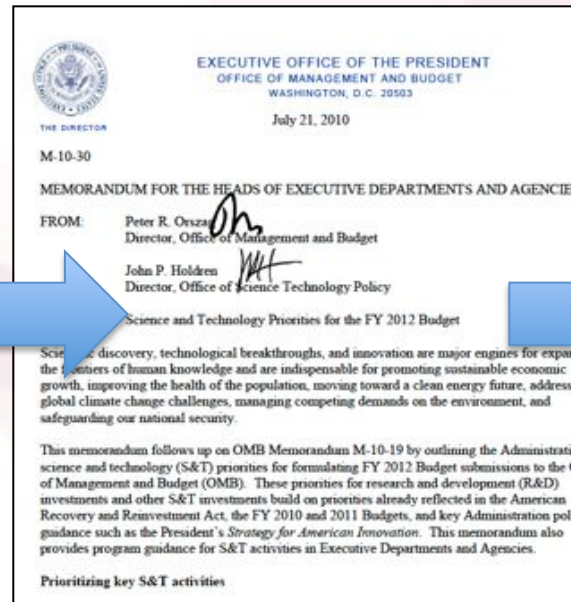 EXECUTIVE OFFICE OF THE PRESIDENT
OFFICE OF MANAGEMENT AND BUDGET
WASHINGTON, D.C. 20503
THE DIRECTOR
July 21, 2010
M-10-30
MEMORANDUM FOR THE HEADS OF EXECUTIVE DEPARTMENTS AND AGENCIE
FROM: Peter R. Orszag
Director, Office of Management and Budget
John P. Holdren
Director, Office of Science Technology Policy
Science and Technology Priorities for the FY 2012 Budget
Scientific discovery, technological breakthroughs, and innovation are major engines for expan
the frontiers of human knowledge and are indispensable for promoting sustainable economic
growth, improving the health of the population, moving toward a clean energy future, address
global climate change challenges, managing competing demands on the environment, and
safeguarding our national security.
This memorandum follows up on OMB Memorandum M-10-19 by outlining the Administrati
science and technology (S&T) priorities for formulating FY 2012 Budget submissions to the O
of Management and Budget (OMB). These priorities for research and development (R&D)
investments and other S&T investments build on priorities already reflected in the American
Recovery and Reinvestment Act, the FY 2010 and 2011 Budgets, and key Administration pol
guidance such as the President's Strategy for American Innovation. This memorandum also
provides program guidance for S&T activities in Executive Departments and Agencies.
Prioritizing key S&T activities